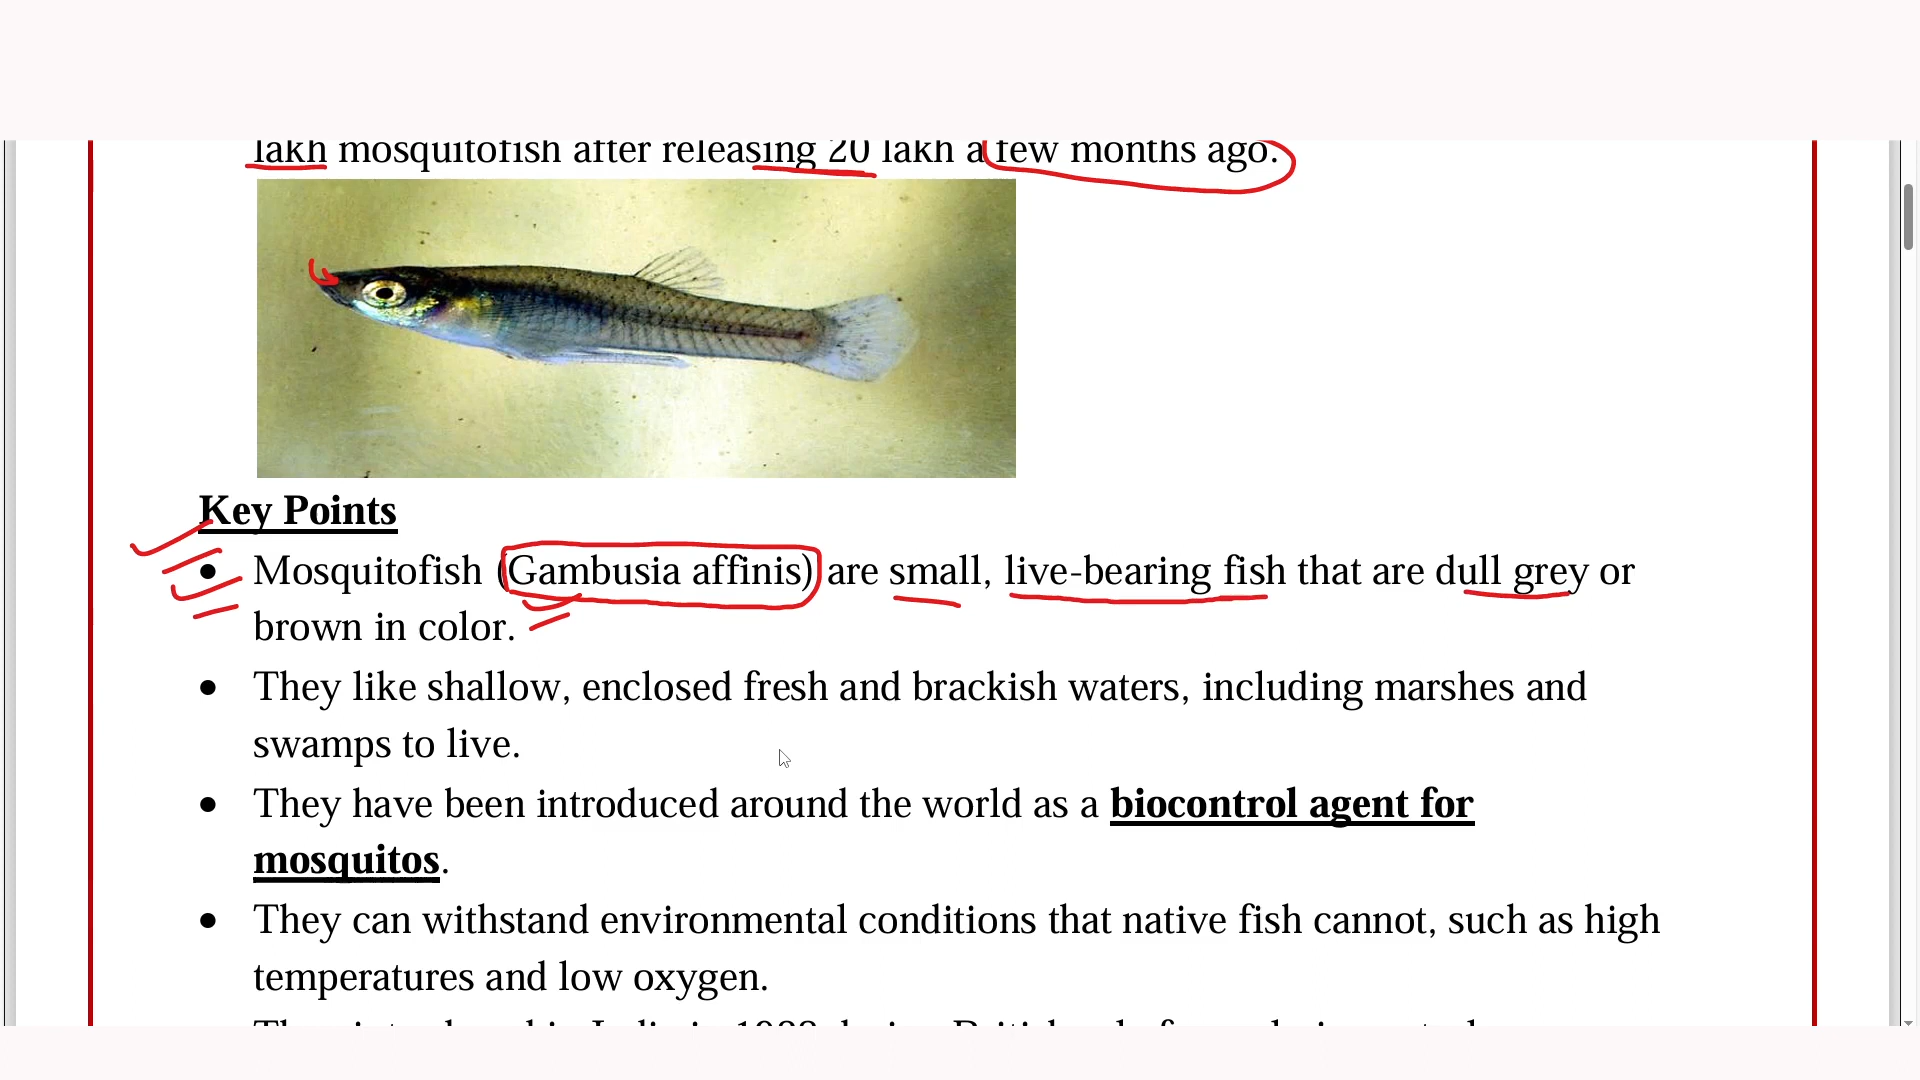 lakh mosquitofish after releasing 20 lakh a few months ago.
Key Points
• Mosquitofish (Gambusia affinis) are small, live-bearing fish that are dull grey or
brown in color.
• They like shallow, enclosed fresh and brackish waters, including marshes and
swamps to live.
• They have been introduced around the world as a biocontrol agent for
mosquitos.
• They can withstand environmental conditions that native fish cannot, such as high
temperatures and low oxygen.